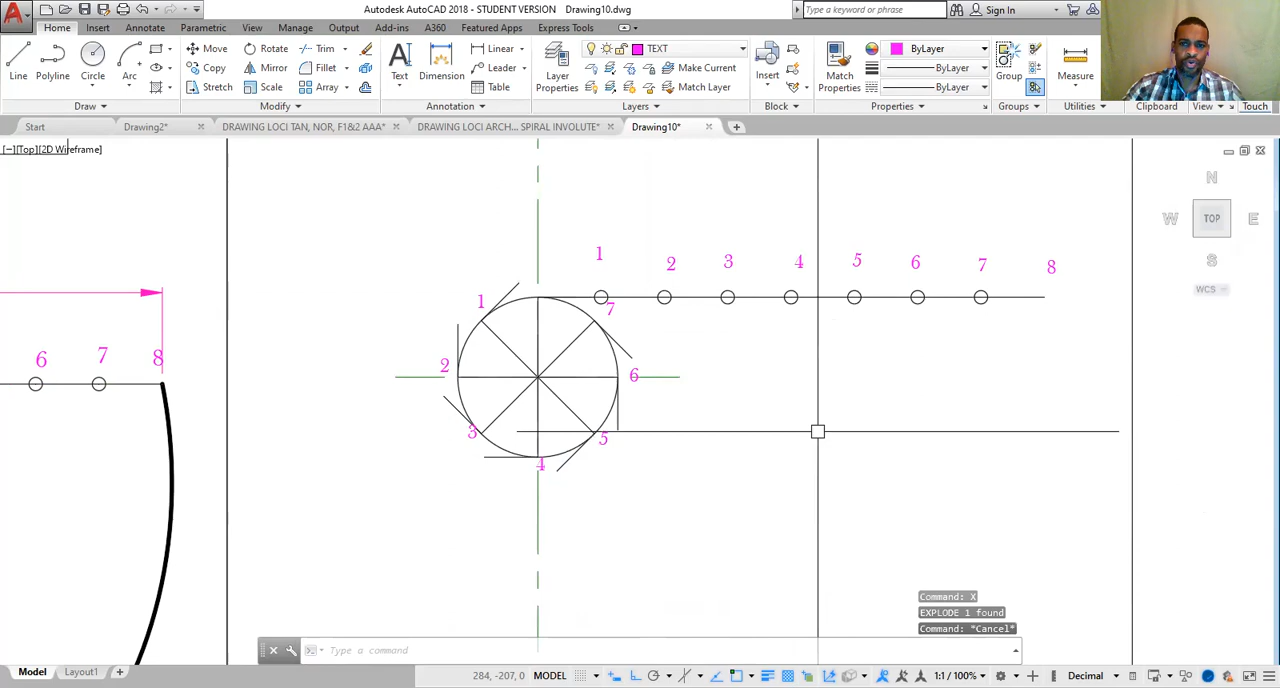 Autodesk AutoCAD 2018 - STUDENT VERSION Drawing10.dwg
Type a keyword or phrase
Sign In
Home Insert Annotate Parametric View Manage Output Add-ins A360 Featured Apps Express Tools
Line Polyline Circle Arc
Move Rotate Trim
Copy Mirror Fillet
Stretch Scale Array
Text Dimension
Linear
Leader
Table
Layer Properties
TEXT
Make Current
Match Layer
Insert
Match Properties
ByLayer
ByLayer
ByLayer
Group
Measure
Draw Modify Annotation Layers Block Properties Groups Utilities Clipboard View Touch
Start Drawing2* DRAWING LOCI TAN, NOR, F1&2 AAA* DRAWING LOCI ARCH... SPIRAL INVOLUTE* Drawing10*
[−][Top][2D Wireframe]
N
W TOP E
S
WCS
1 2 3 4 5 6 7 8
1 7
2 6
3 5
4
6 7 8
Command: X
EXPLODE 1 found
Command: *Cancel*
Type a command
Model Layout1
284, -207, 0 MODEL 1:1 / 100% Decimal